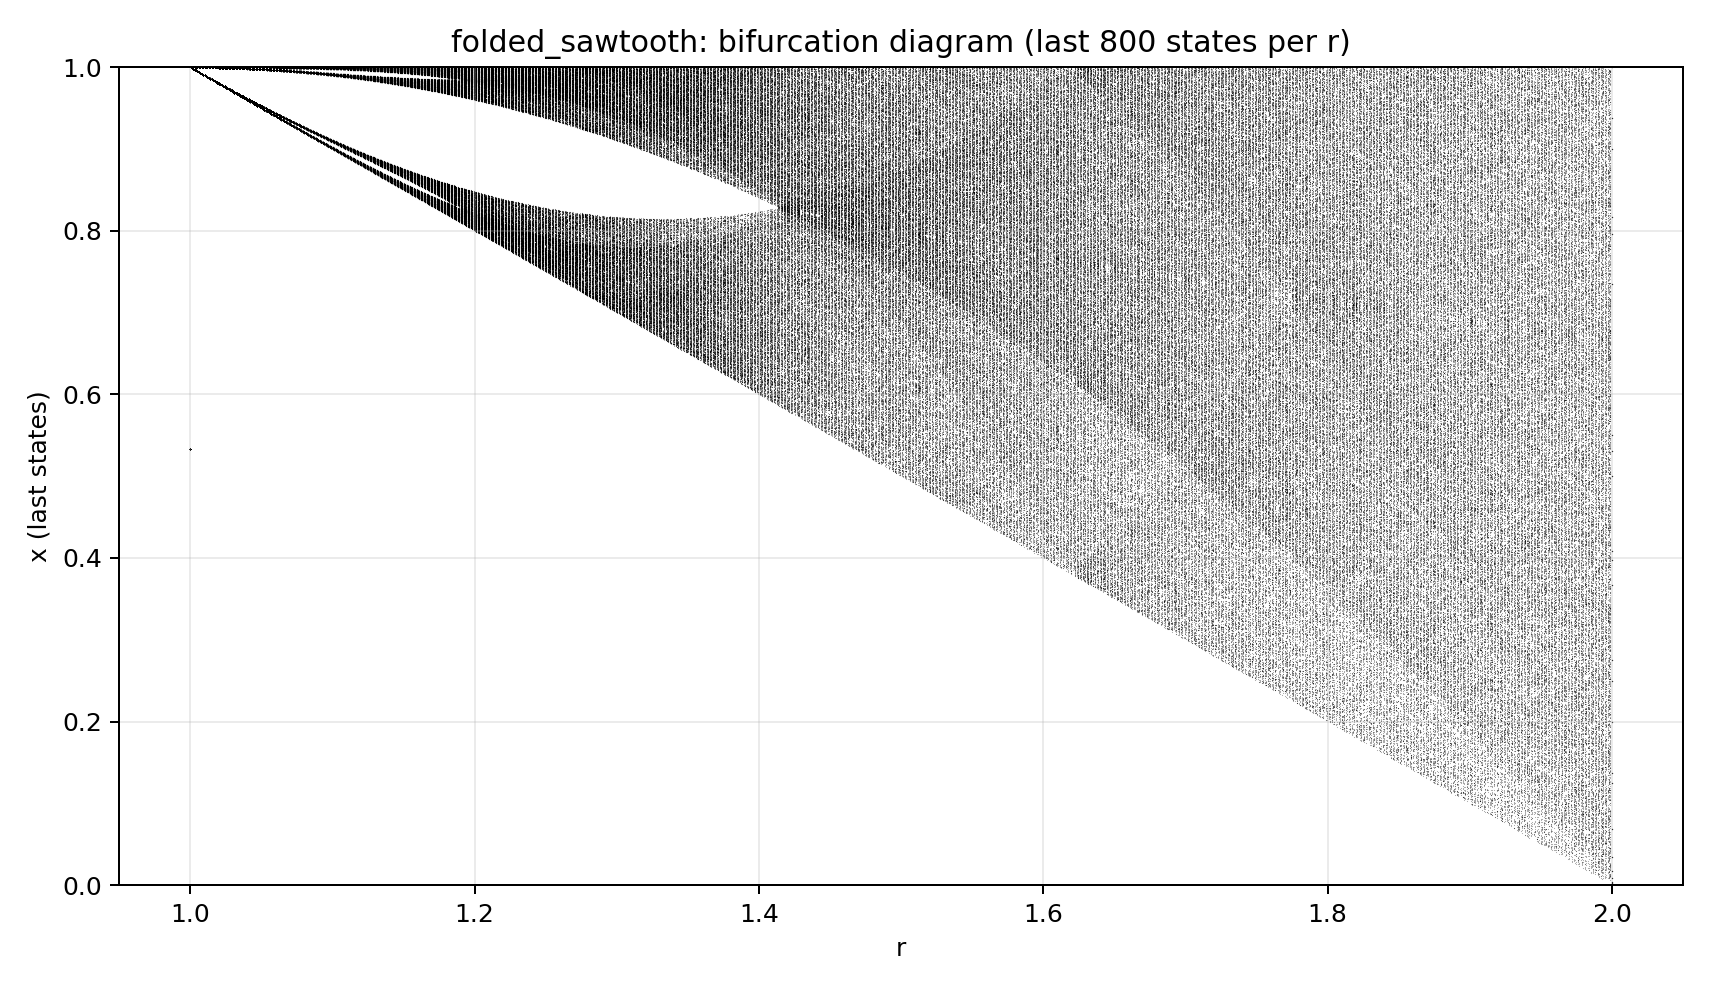 folded_sawtooth: bifurcation diagram (last 800 states per r)
x (last states)
1.0
0.8
0.6
0.4
0.2
0.0
1.0 1.2 1.4 1.6 1.8 2.0
r